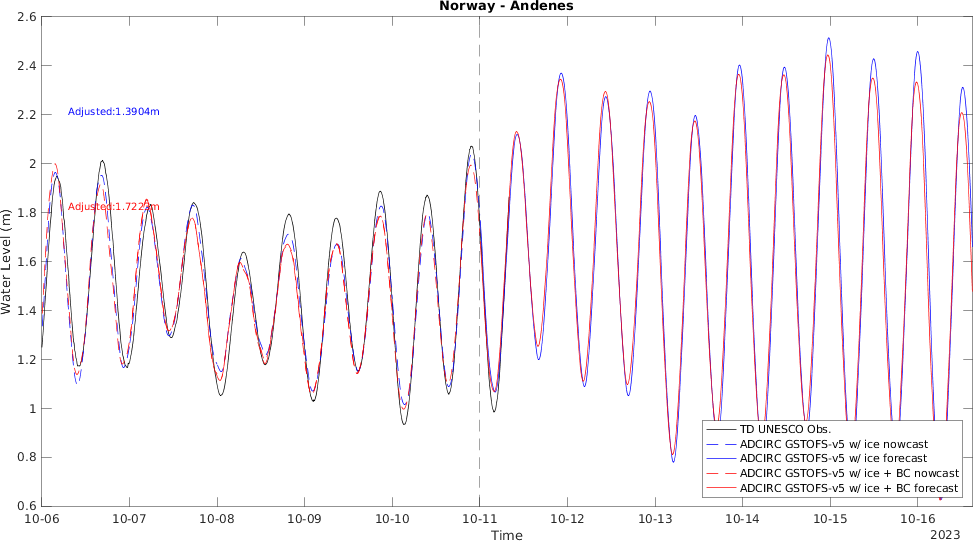 Norway - Andenes
2.6
2.4
2.2
2
1.8
1.6
1.4
1.2
1
0.8
0.6
Water Level (m)
Adjusted:1.3904m
Adjusted:1.7222m
TD UNESCO Obs.
ADCIRC GSTOFS-v5 w/ ice nowcast
ADCIRC GSTOFS-v5 w/ ice forecast
ADCIRC GSTOFS-v5 w/ ice + BC nowcast
ADCIRC GSTOFS-v5 w/ ice + BC forecast
10-06 10-07 10-08 10-09 10-10 10-11 10-12 10-13 10-14 10-15 10-16
Time
2023